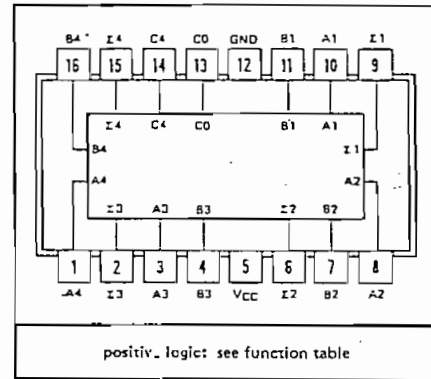 B4 Σ4 C4 C0 GND B1 A1 Σ1
16 15 14 13 12 11 10 9
Σ4 C4 C0 B1 A1
B4 Σ1
A4 A2
Σ3 A3 B3 Σ2 B2
1 2 3 4 5 6 7 8
A4 Σ3 A3 B3 VCC Σ2 B2 A2
positiv_ logic: see function table